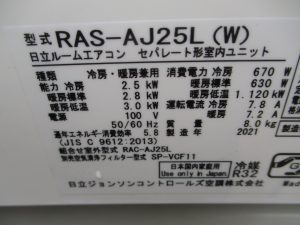 型式 RAS-AJ25L (W)
日立ルームエアコン セパレート形室内ユニット
種類 冷房・暖房兼用 消費電力 冷房 670 W
能力 冷房 2.5 kW 暖房 630 W
暖房標準 2.8 kW 暖房低温 1.120 kW
暖房低温 3.0 kW 運転電流 冷房 7.8 A
電源 100 V 暖房 7.2 A
50/60 Hz 質量 8.0 kg
通年エネルギー消費効率 5.8 製造年 2021
(JIS C 9612:2013)
組合せ室外型式 RAC-AJ25L
別売空気清浄フィルター型式 SP-VCF11
日本国内家庭用
Use only in Japan
冷媒
R32
日立ジョンソンコントロールズ空調株式会社